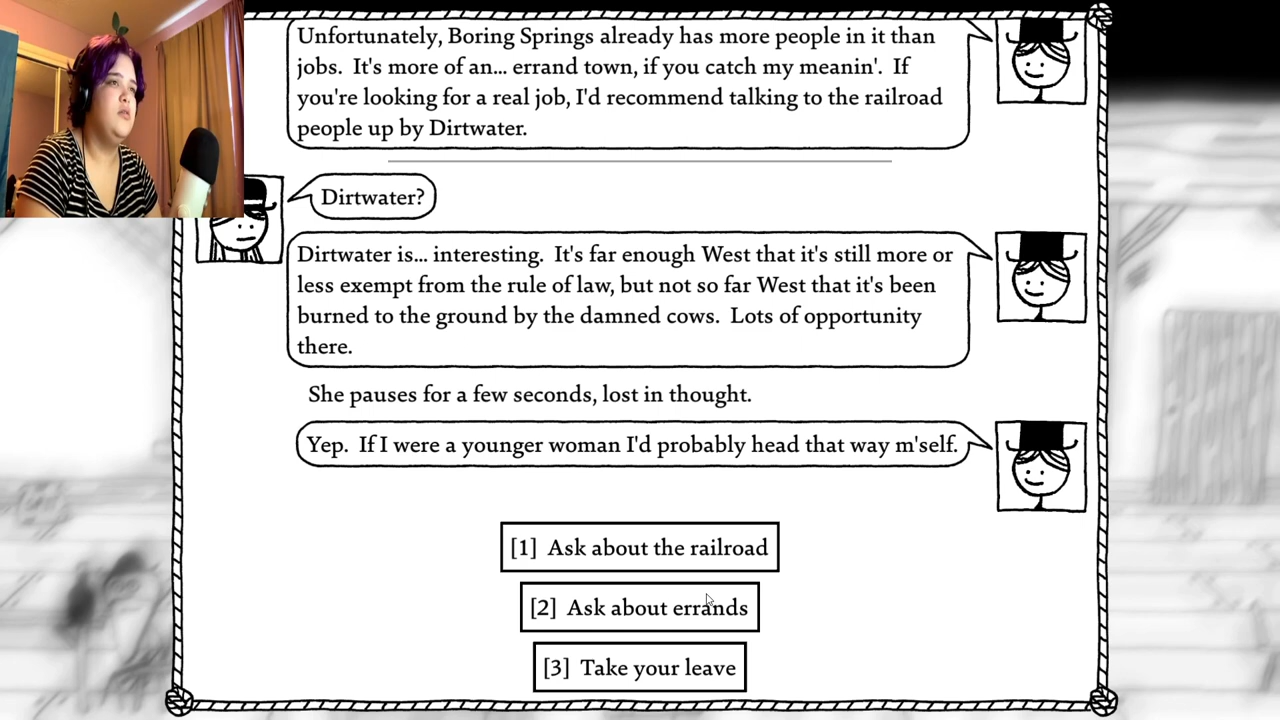 Unfortunately, Boring Springs already has more people in it than
jobs.  It's more of an... errand town, if you catch my meanin'.  If
you're looking for a real job, I'd recommend talking to the railroad
people up by Dirtwater.
Dirtwater?
Dirtwater is... interesting.  It's far enough West that it's still more or
less exempt from the rule of law, but not so far West that it's been
burned to the ground by the damned cows.  Lots of opportunity
there.
She pauses for a few seconds, lost in thought.
Yep.  If I were a younger woman I'd probably head that way m'self.
[1] Ask about the railroad
[2] Ask about errands
[3] Take your leave